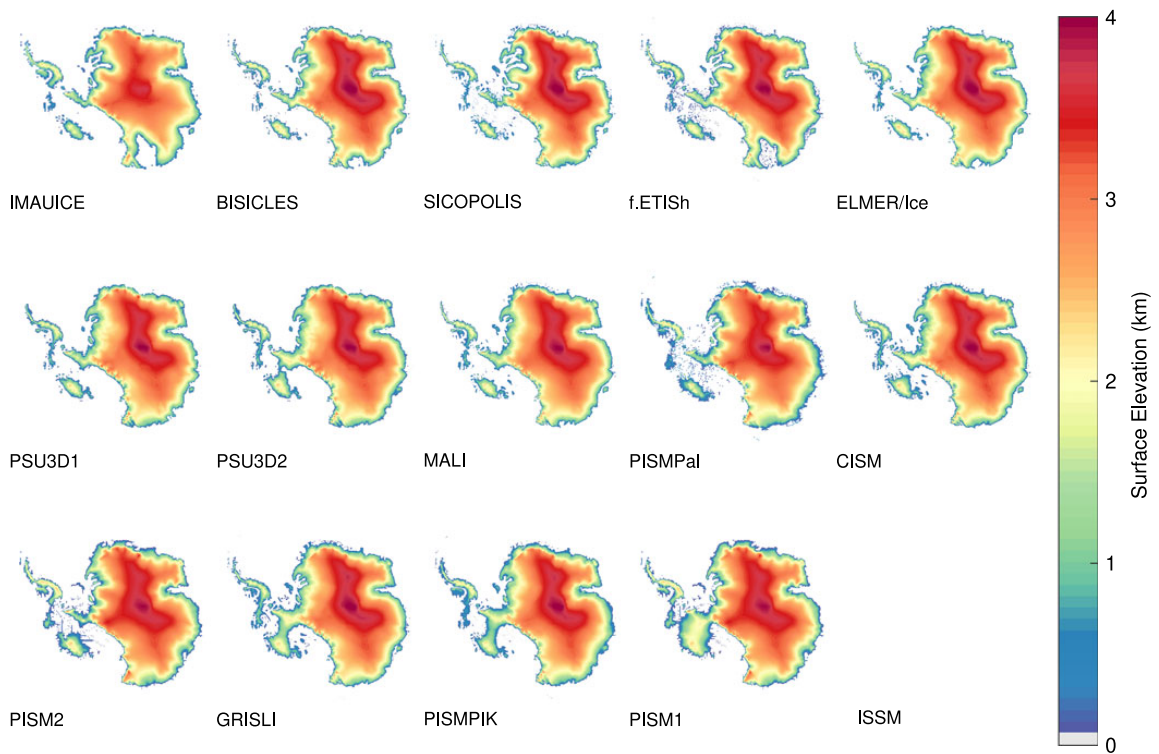 IMAUICE BISICLES SICOPOLIS f.ETISh ELMER/Ice
PSU3D1 PSU3D2 MALI PISMPal CISM
PISM2 GRISLI PISMPIK PISM1 ISSM
4
3
2
1
0
Surface Elevation (km)